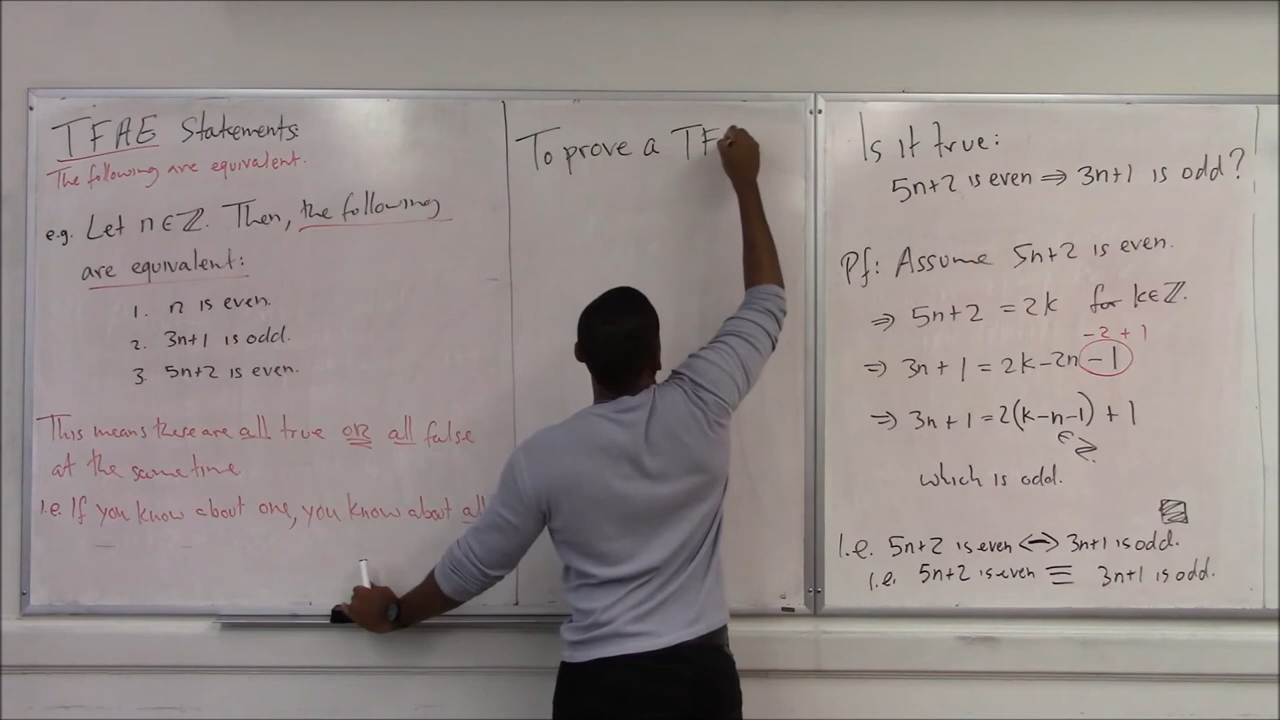 TFAE Statements:
The following are equivalent.
e.g. Let n∈ℤ. Then, the following
are equivalent:
1. n is even.
2. 3n+1 is odd.
3. 5n+2 is even.
This means these are all true OR all false
at the same time
i.e. If you know about one, you know about all
To prove a TF
Is it true:
5n+2 is even ⇒ 3n+1 is odd?
Pf: Assume 5n+2 is even.
⇒ 5n+2 = 2k for k∈ℤ.
-2 + 1
⇒ 3n+1 = 2k-2n-1
⇒ 3n+1 = 2(k-n-1) + 1
∈ℤ.
which is odd.
I.e. 5n+2 is even ↔ 3n+1 is odd.
i.e. 5n+2 is even ≡ 3n+1 is odd.